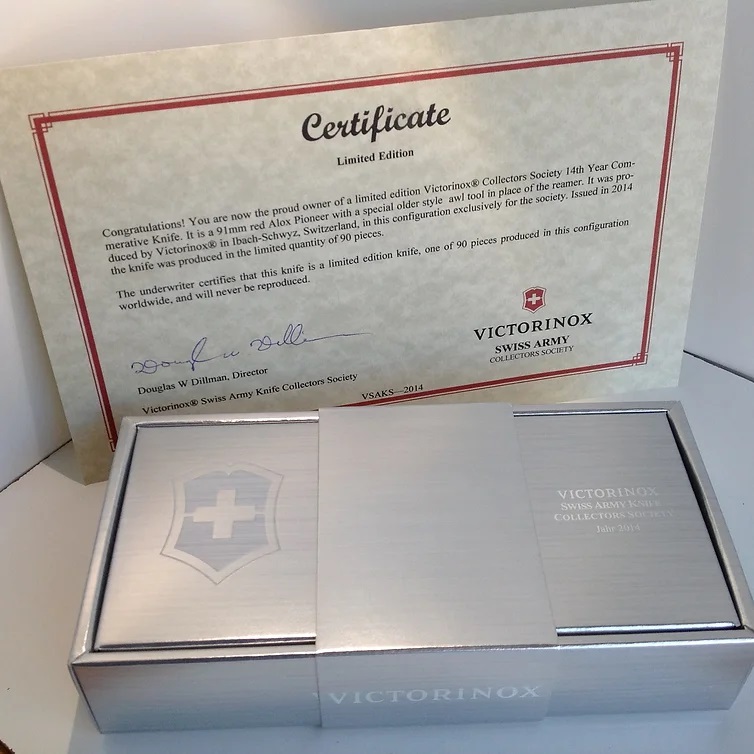 Certificate
Limited Edition
Congratulations! You are now the proud owner of a limited edition Victorinox® Collectors Society 14th Year Com-
merative Knife. It is a 91mm red Alox Pioneer with a special older style awl tool in place of the reamer. It was pro-
duced by Victorinox® in Ibach-Schwyz, Switzerland, in this configuration exclusively for the society. Issued in 2014
the knife was produced in the limited quantity of 90 pieces.
The underwriter certifies that this knife is a limited edition knife, one of 90 pieces produced in this configuration
worldwide, and will never be reproduced.
Douglas W Dillman
Douglas W Dillman, Director
Victorinox® Swiss Army Knife Collectors Society
VSAKS—2014
VICTORINOX
SWISS ARMY
COLLECTORS SOCIETY
VICTORINOX
SWISS ARMY KNIFE
COLLECTORS SOCIETY
Jahr 2014
VICTORINOX